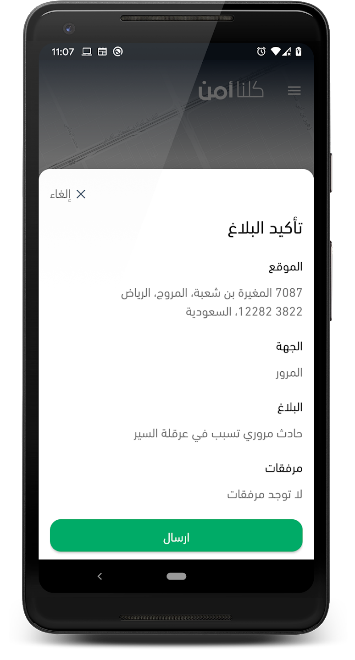 11:07
كلنا أمن
إلغاء
تأكيد البلاغ
الموقع
7087 المغيرة بن شعبة، المروج، الرياض
12282 3822، السعودية
الجهة
المرور
البلاغ
حادث مروري تسبب في عرقلة السير
مرفقات
لا توجد مرفقات
ارسال